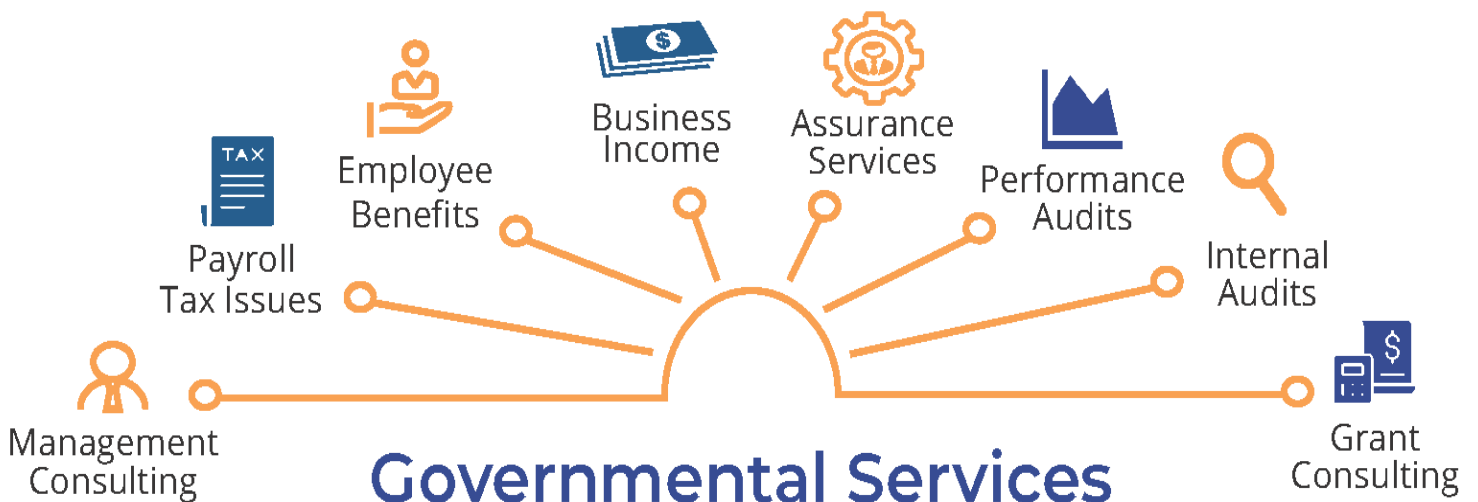 Management
Consulting
TAX
Payroll
Tax Issues
Employee
Benefits
$
Business
Income
Assurance
Services
Performance
Audits
Internal
Audits
$
Grant
Consulting
Governmental Services